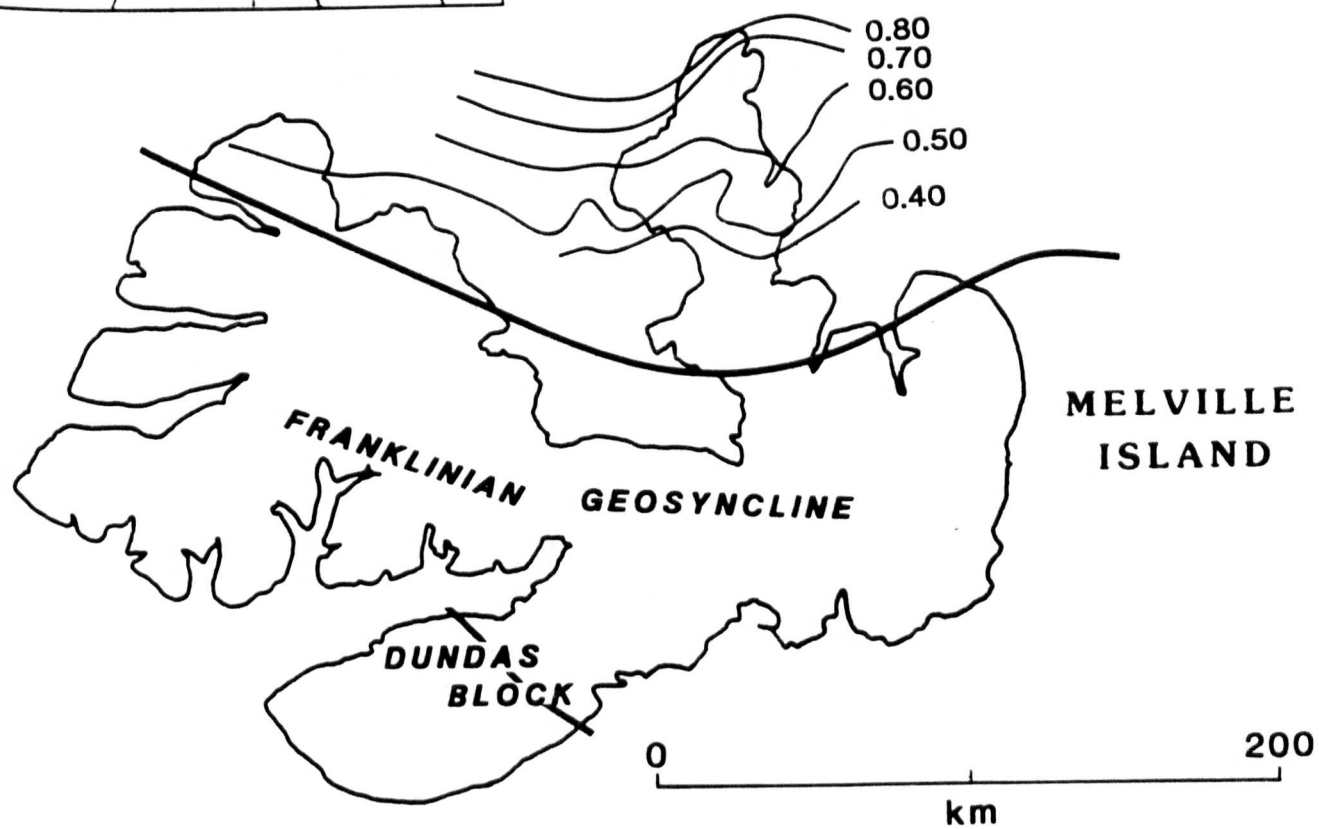 0.80
0.70
0.60
0.50
0.40
MELVILLE
ISLAND
FRANKLINIAN
GEOSYNCLINE
DUNDAS
BLOCK
0
200
km